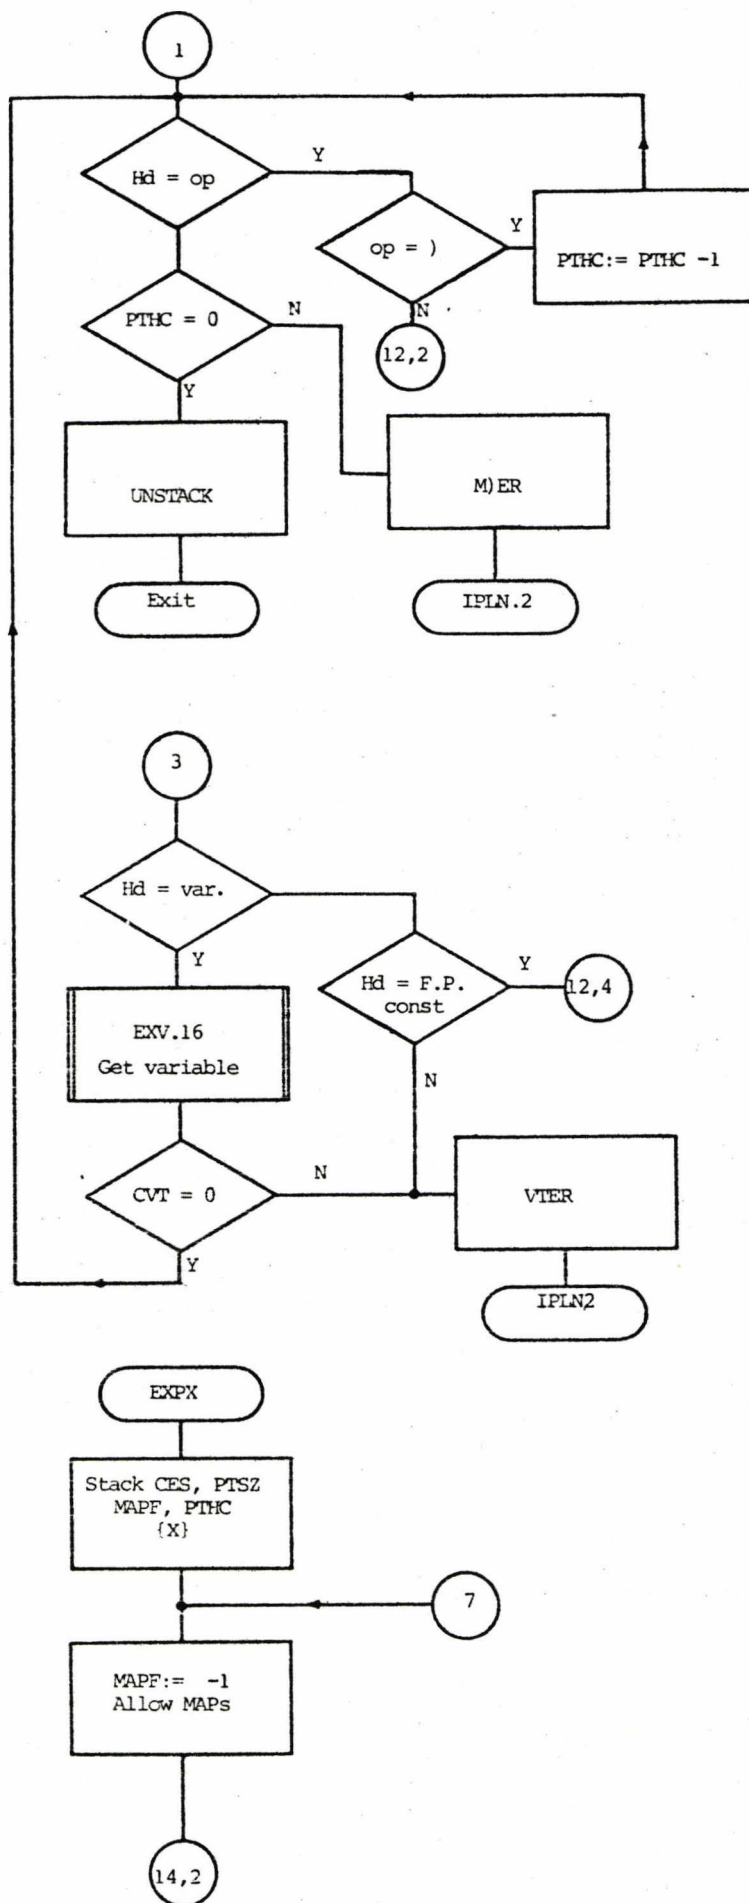 1
Hd = op
Y
op = )
Y
PTHC:= PTHC -1
N
12,2
PTHC = 0
N
Y
UNSTACK
M)ER
Exit
IPLN.2
3
Hd = var.
Y
Hd = F.P.
const
Y
12,4
EXV.16
Get variable
N
CVT = 0
N
VTER
Y
IPLN2
EXPX
Stack CES, PTSZ
MAPF, PTHC
{X}
7
MAPF:= -1
Allow MAPs
14,2